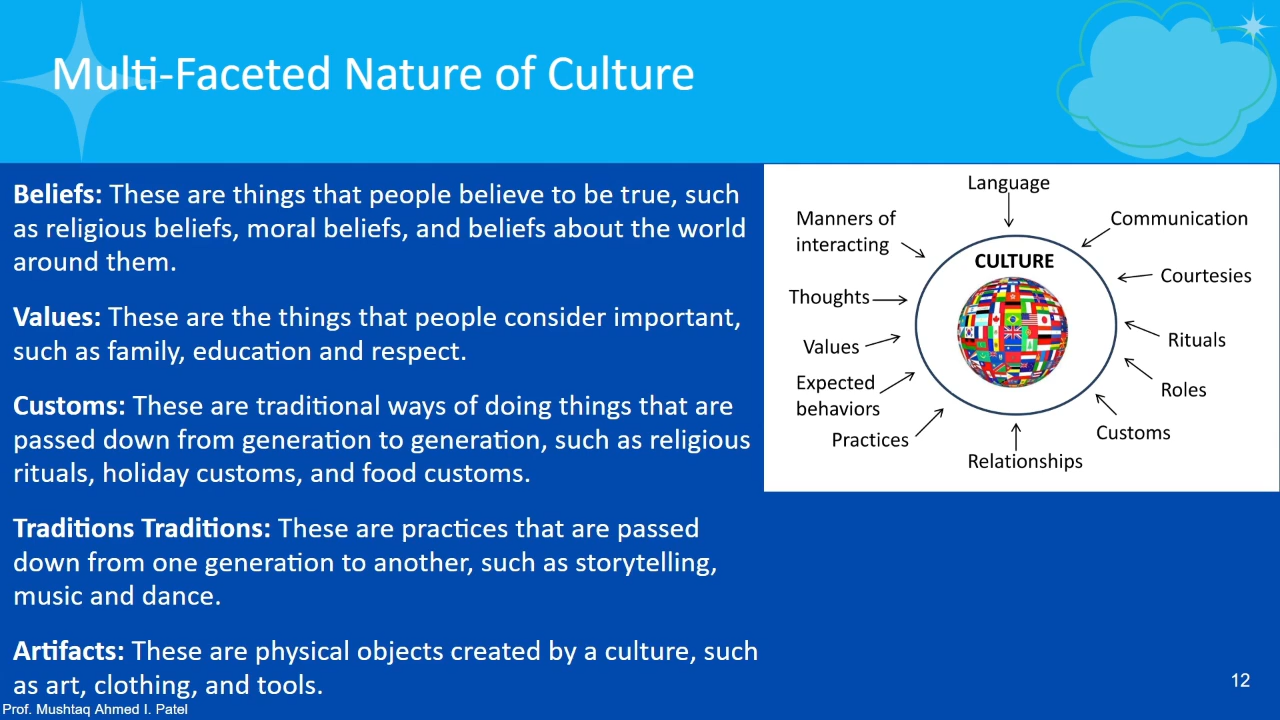 Multi-Faceted Nature of Culture
Beliefs: These are things that people believe to be true, such
as religious beliefs, moral beliefs, and beliefs about the world
around them.
Values: These are the things that people consider important,
such as family, education and respect.
Customs: These are traditional ways of doing things that are
passed down from generation to generation, such as religious
rituals, holiday customs, and food customs.
Traditions Traditions: These are practices that are passed
down from one generation to another, such as storytelling,
music and dance.
Artifacts: These are physical objects created by a culture, such
as art, clothing, and tools.
Language
Manners of
interacting
Communication
CULTURE
Courtesies
Thoughts
Rituals
Values
Expected
behaviors
Roles
Practices
Customs
Relationships
12
Prof. Mushtaq Ahmed I. Patel